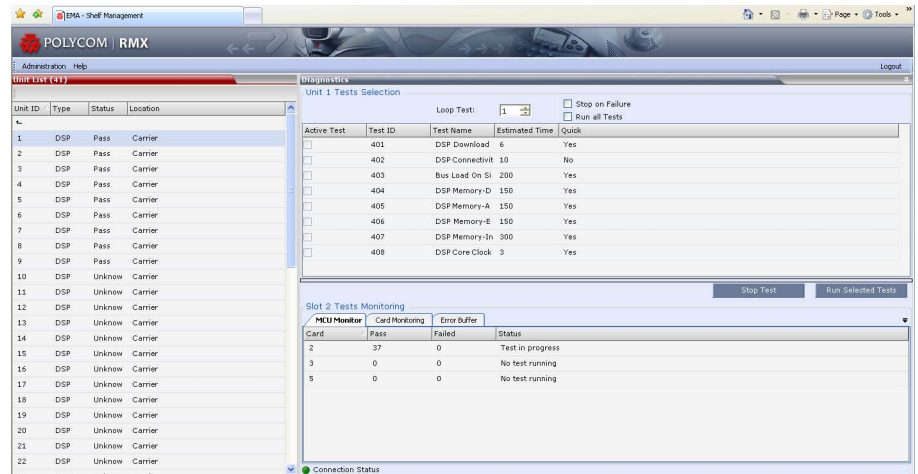 EMA - Shelf Management
Page
Tools
POLYCOM | RMX
Administration Help
Logout
Unit List (41)
Diagnostics
Unit ID Type Status Location
1 DSP Pass Carrier
2 DSP Pass Carrier
3 DSP Pass Carrier
4 DSP Pass Carrier
5 DSP Pass Carrier
6 DSP Pass Carrier
7 DSP Pass Carrier
8 DSP Pass Carrier
9 DSP Pass Carrier
10 DSP Unknow Carrier
11 DSP Unknow Carrier
12 DSP Unknow Carrier
13 DSP Unknow Carrier
14 DSP Unknow Carrier
15 DSP Unknow Carrier
16 DSP Unknow Carrier
17 DSP Unknow Carrier
18 DSP Unknow Carrier
19 DSP Unknow Carrier
20 DSP Unknow Carrier
21 DSP Unknow Carrier
22 DSP Unknow Carrier
Unit 1 Tests Selection
Loop Test: 1
Stop on Failure
Run all Tests
Active Test Test ID Test Name Estimated Time Quick
401 DSP Download 6 Yes
402 DSP Connectivit 10 No
403 Bus Load On Si 200 Yes
404 DSP Memory-D 150 Yes
405 DSP Memory-A 150 Yes
406 DSP Memory-E 150 Yes
407 DSP Memory-In 300 Yes
408 DSP Core Clock 3 Yes
Stop Test Run Selected Tests
Slot 2 Tests Monitoring
MCU Monitor Card Monitoring Error Buffer
Card Pass Failed Status
2 37 0 Test in progress
3 0 0 No test running
5 0 0 No test running
Connection Status